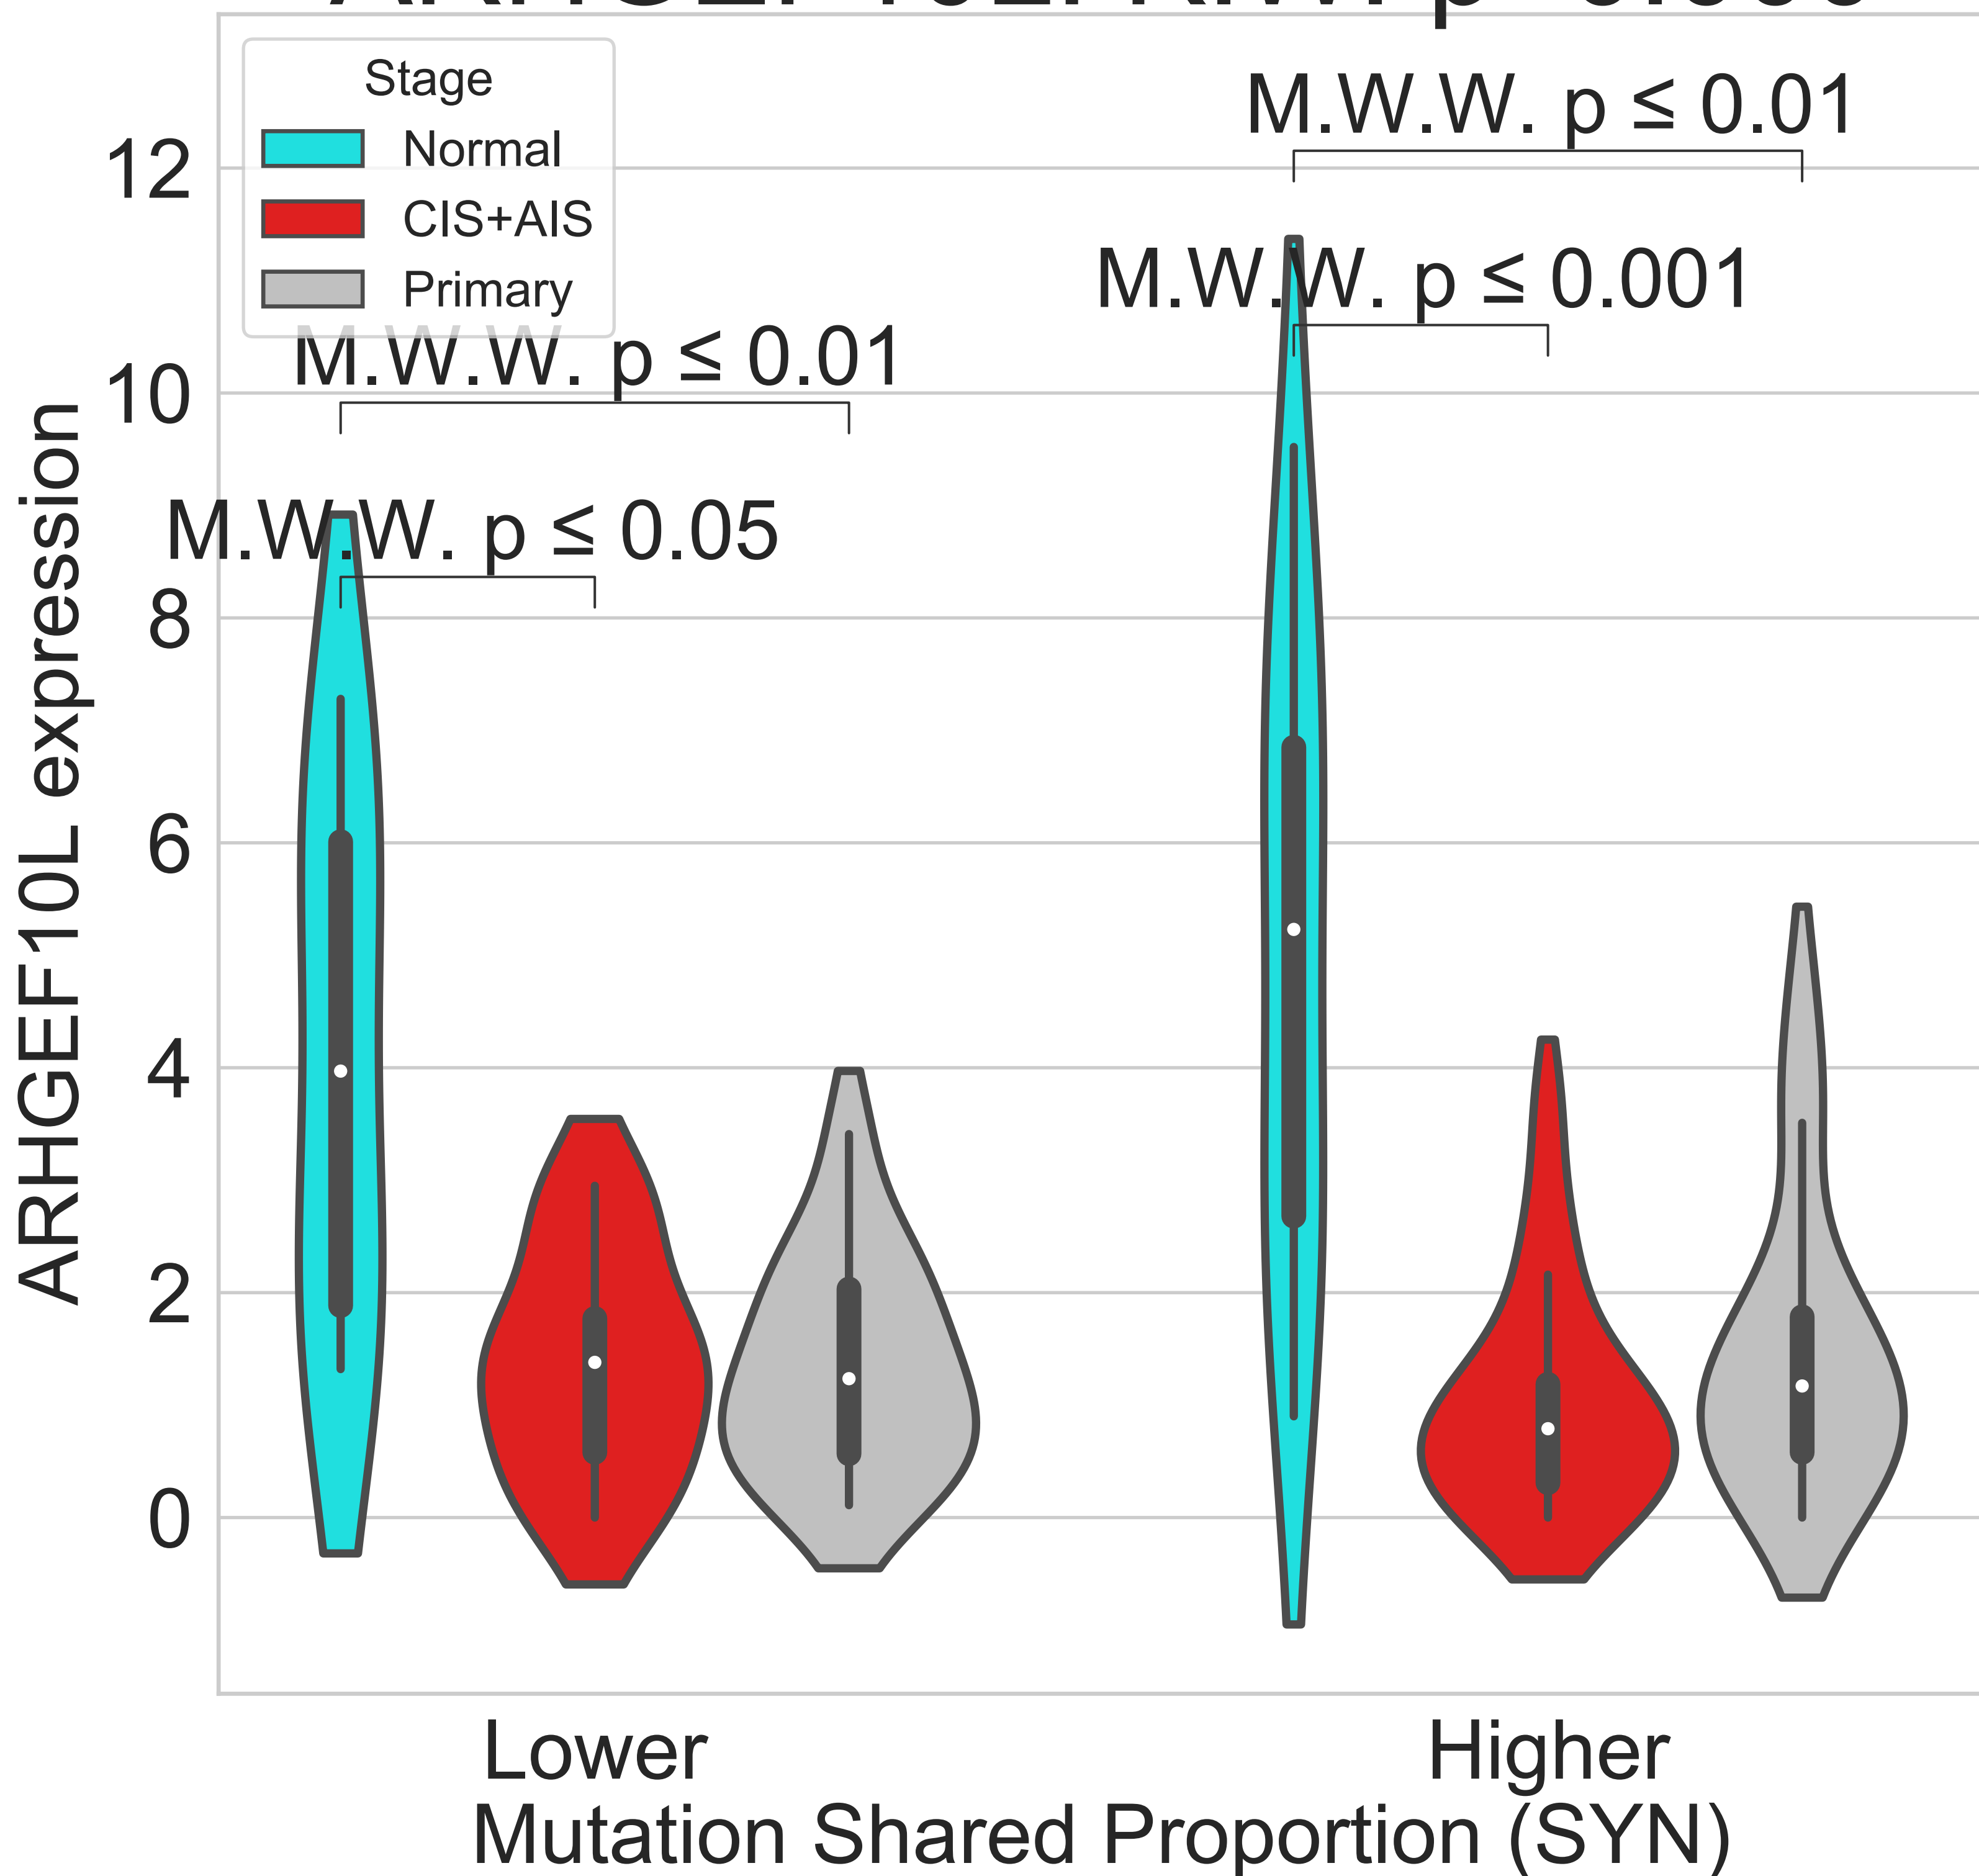 Stage
Normal
CIS+AIS
Primary
M.W.W. p ≤ 0.01
M.W.W. p ≤ 0.001
M.W.W. p ≤ 0.01
M.W.W. p ≤ 0.05
12
10
8
6
4
2
0
ARHGEF10L expression
Lower
Higher
Mutation Shared Proportion (SYN)